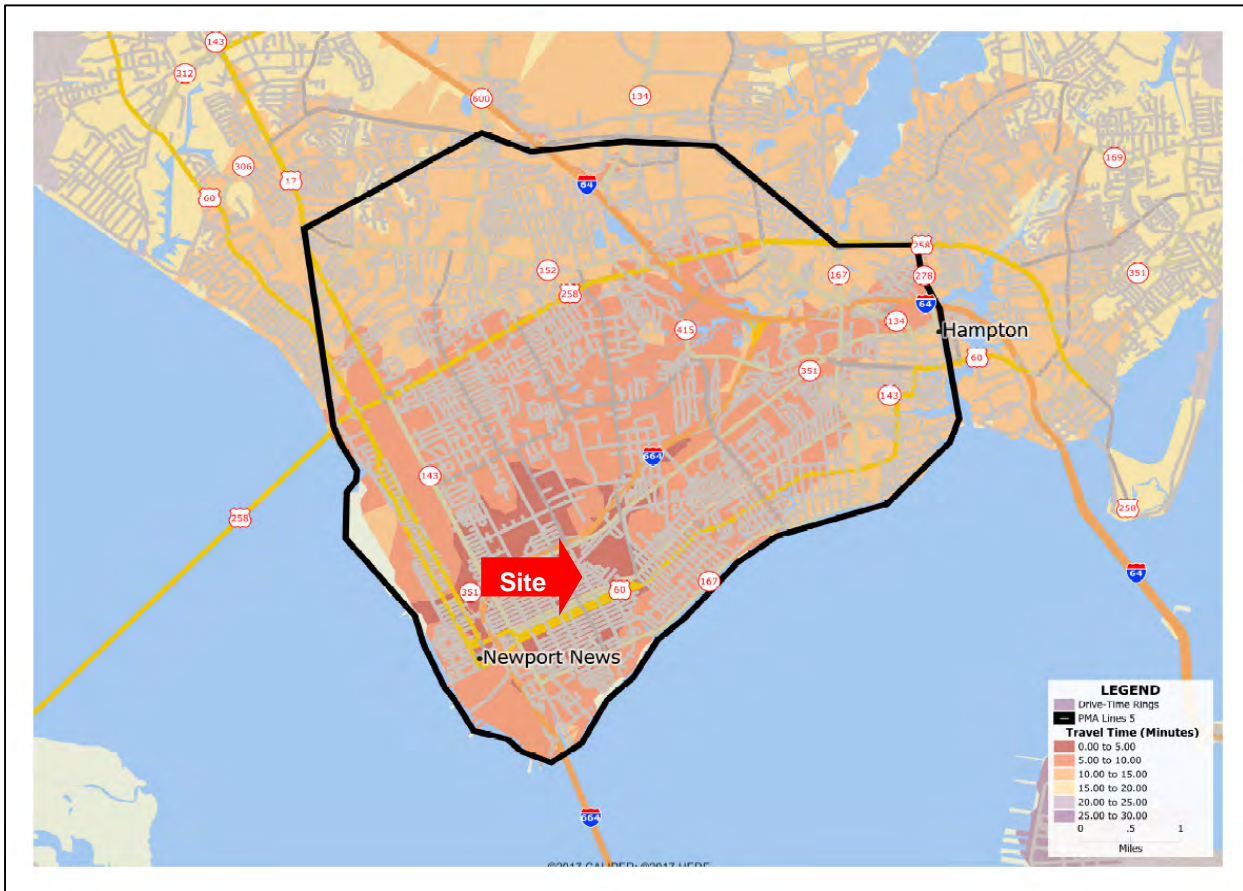 143
312
600
134
306
17
60
64
169
258
278
167
152
258
351
64
134
Hampton
415
60
351
143
664
143
258
258
64
Site
351
60
167
Newport News
664
LEGEND
Drive-Time Rings
PMA Lines 5
Travel Time (Minutes)
0.00 to 5.00
5.00 to 10.00
10.00 to 15.00
15.00 to 20.00
20.00 to 25.00
25.00 to 30.00
0 .5 1
Miles
©2017 CALIPER; ©2017 HERE